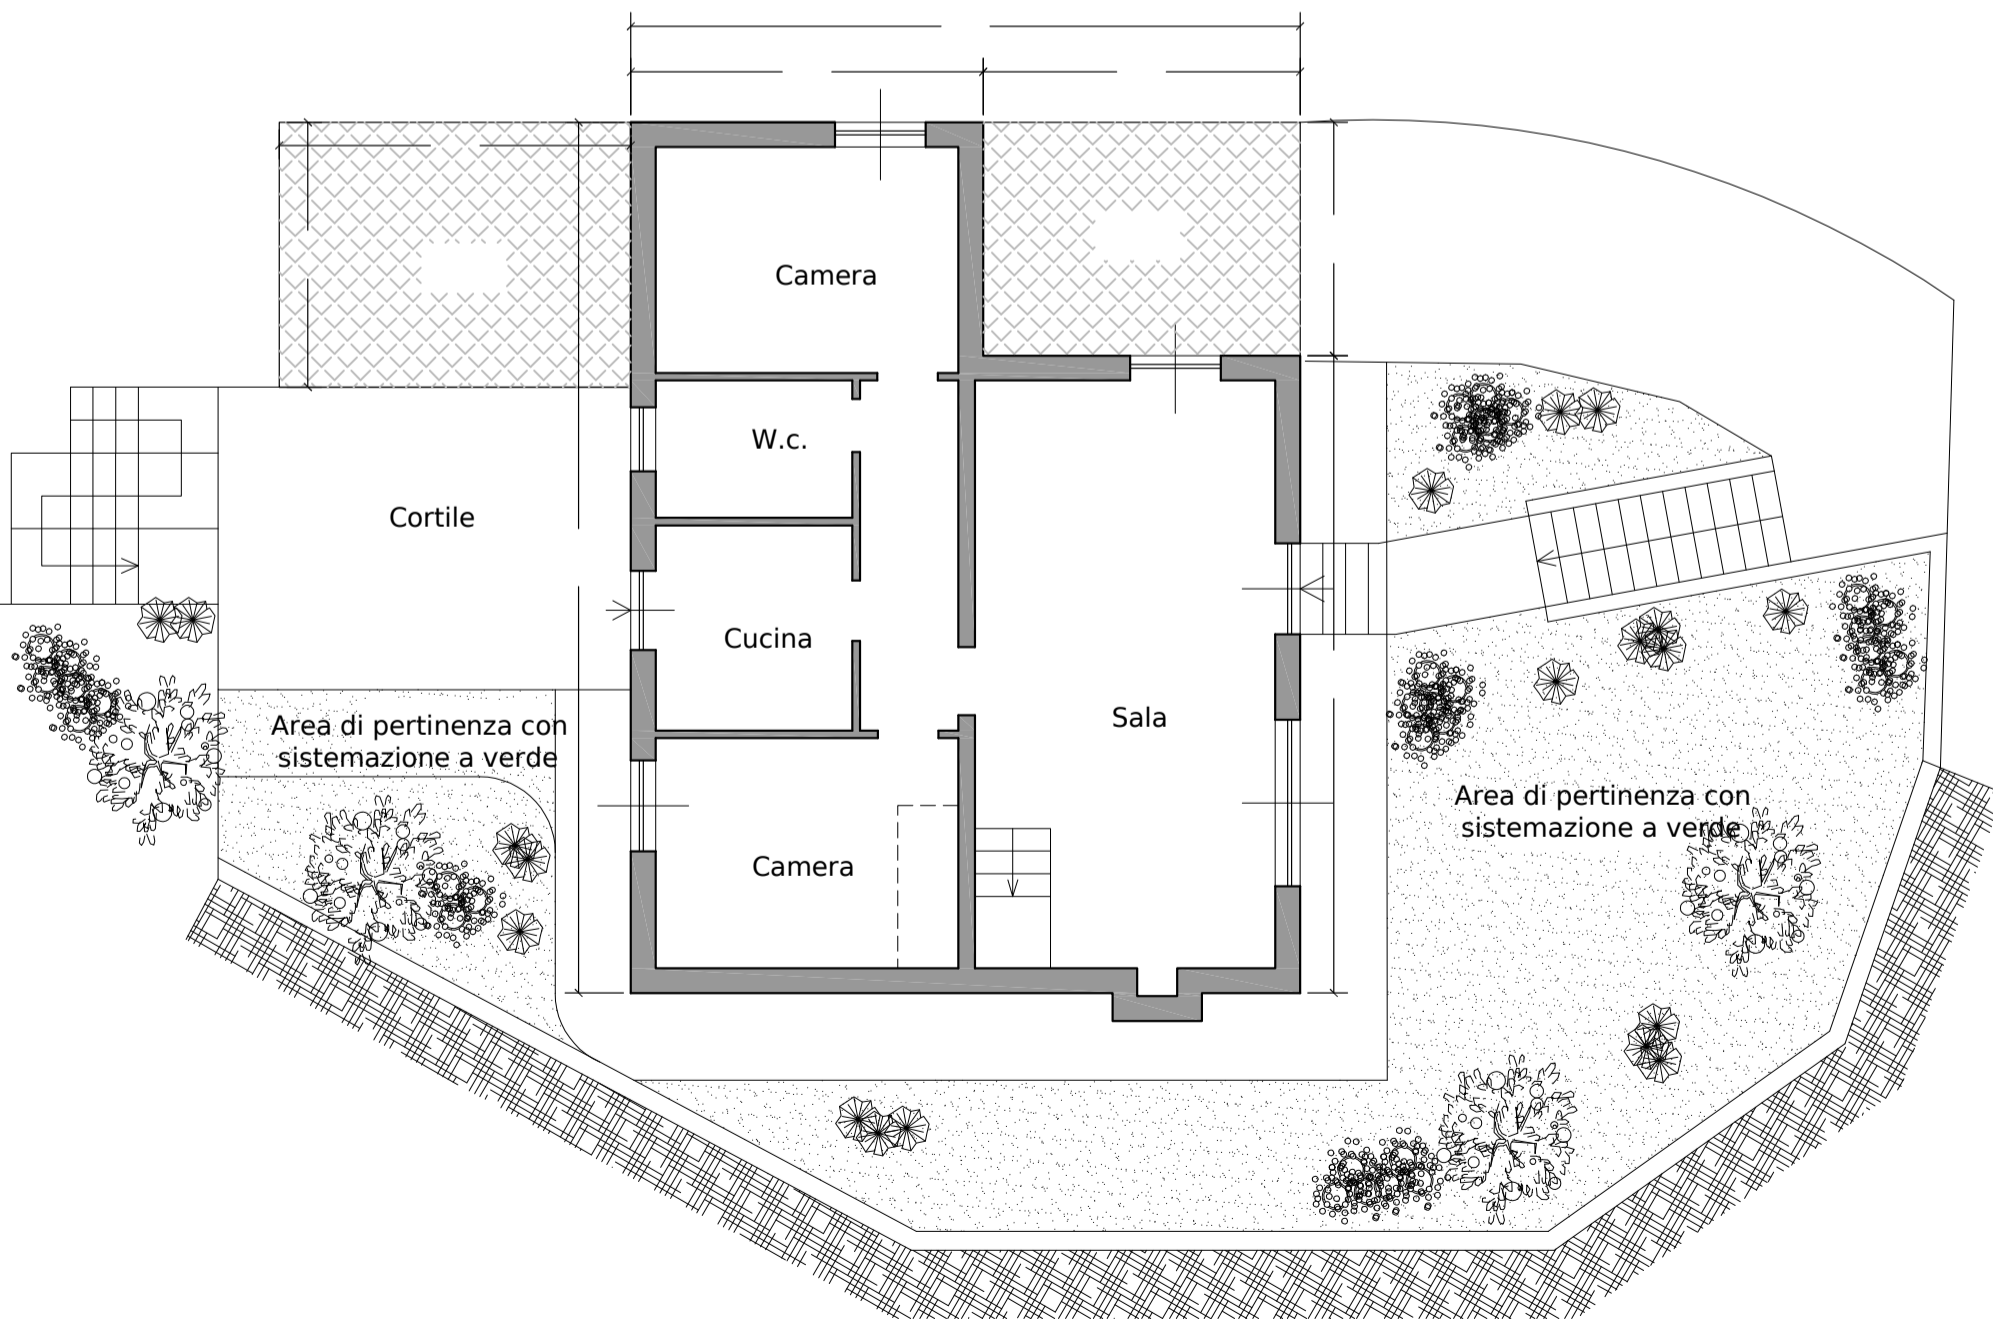 Camera
W.c.
Cortile
Cucina
Sala
Area di pertinenza con
sistemazione a verde
Area di pertinenza con
sistemazione a verde
Camera